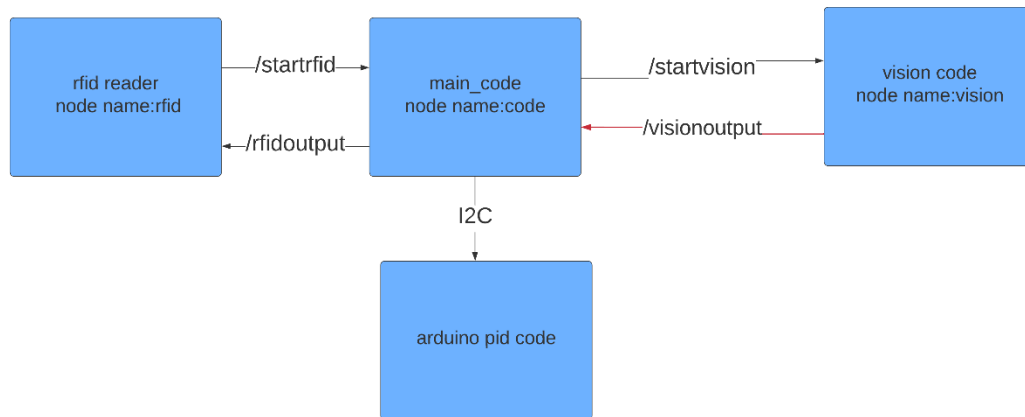 rfid reader
node name:rfid
/startrfid
/rfidoutput
main_code
node name:code
/startvision
/visionoutput
vision code
node name:vision
I2C
arduino pid code